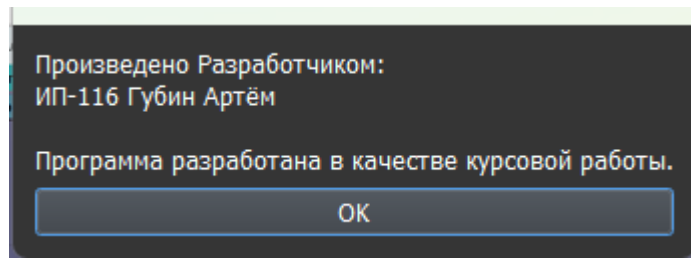 Произведено Разработчиком:
ИП-116 Губин Артём
Программа разработана в качестве курсовой работы.
OK